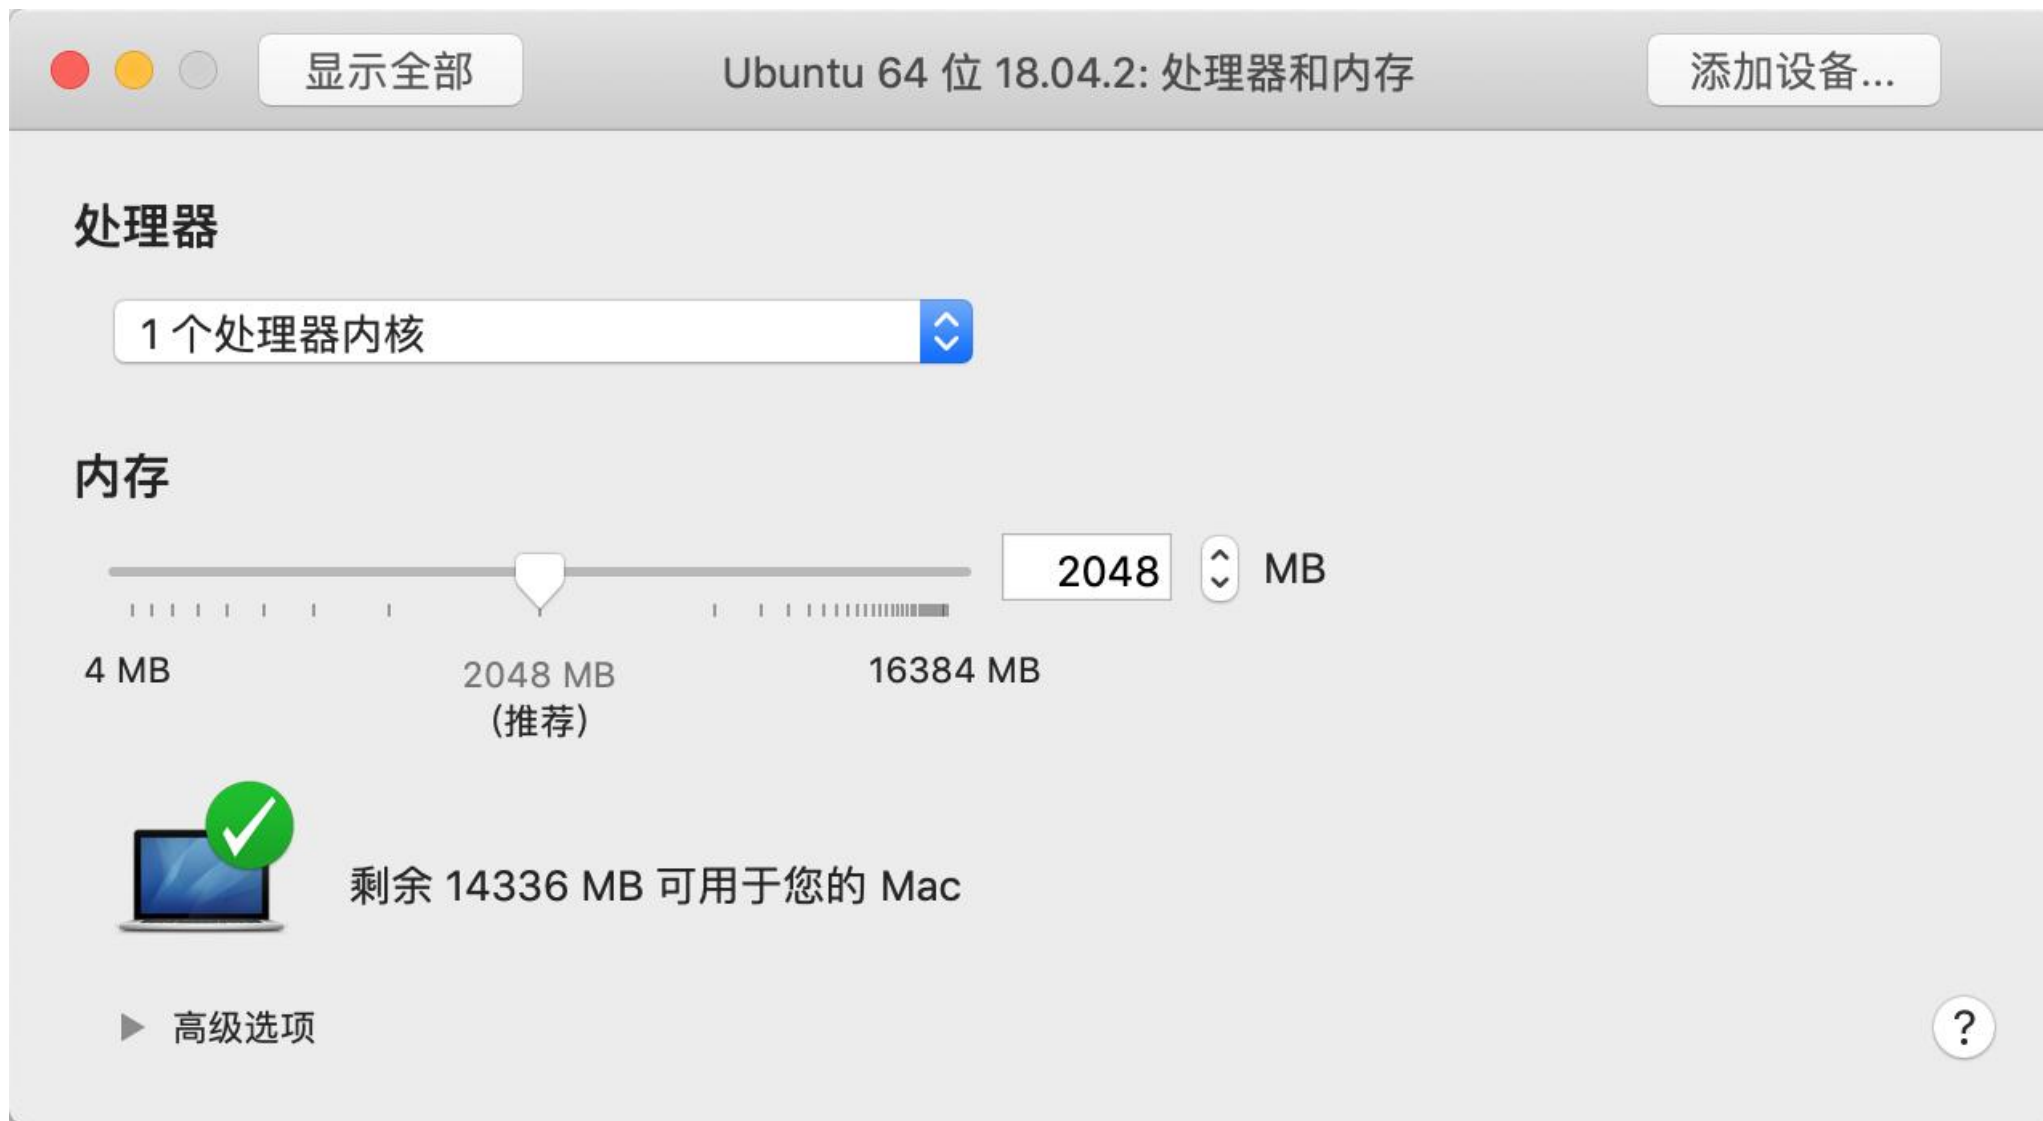 显示全部 Ubuntu 64 位 18.04.2: 处理器和内存 添加设备...
处理器
1 个处理器内核
内存
2048 MB
4 MB 2048 MB 16384 MB
(推荐)
剩余 14336 MB 可用于您的 Mac
高级选项 ?